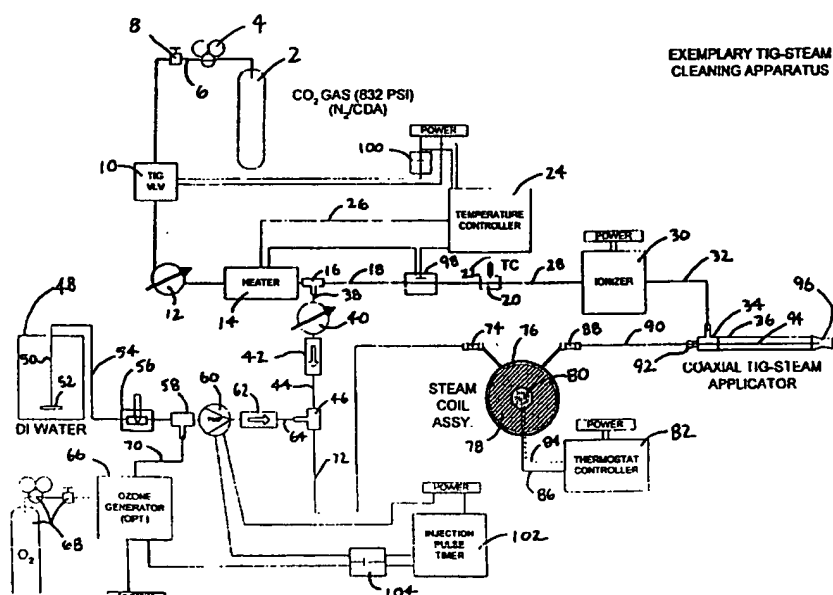 8
4
2
6
EXEMPLARY TIG-STEAM
CLEANING APPARATUS
CO₂ GAS (832 PSI)
(N₂/CDA)
POWER
100
10
TIG
VLV
24
26
TEMPERATURE
CONTROLLER
POWER
30
32
98
22
TC
16
18
28
IONIZER
HEATER
12
14
38
20
40
34
36
94
96
48
74
76
88
90
92
COAXIAL TIG-STEAM
APPLICATOR
42
50
54
56
52
58
60
62
44
46
80
STEAM
COIL
ASSY.
POWER
82
DI WATER
64
78
84
THERMOSTAT
CONTROLLER
70
72
86
66
OZONE
GENERATOR
(OPT)
POWER
68
O₂
INJECTION
PULSE
TIMER
102
104